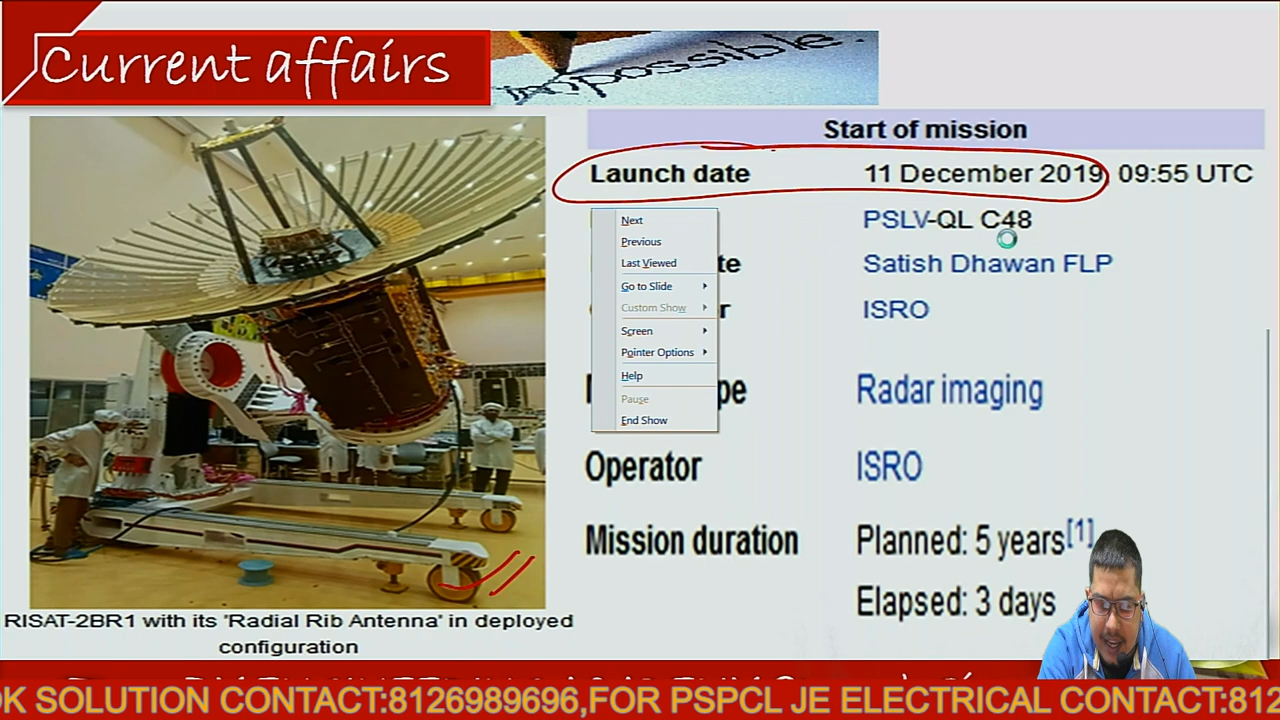 Current affairs
impossible.
Start of mission
Launch date 11 December 2019, 09:55 UTC
PSLV-QL C48
te Satish Dhawan FLP
r ISRO
pe Radar imaging
Operator ISRO
Mission duration Planned: 5 years[1]
Elapsed: 3 days
Next
Previous
Last Viewed
Go to Slide
Custom Show
Screen
Pointer Options
Help
Pause
End Show
RISAT-2BR1 with its 'Radial Rib Antenna' in deployed
configuration
OK SOLUTION CONTACT:8126989696,FOR PSPCL JE ELECTRICAL CONTACT:812